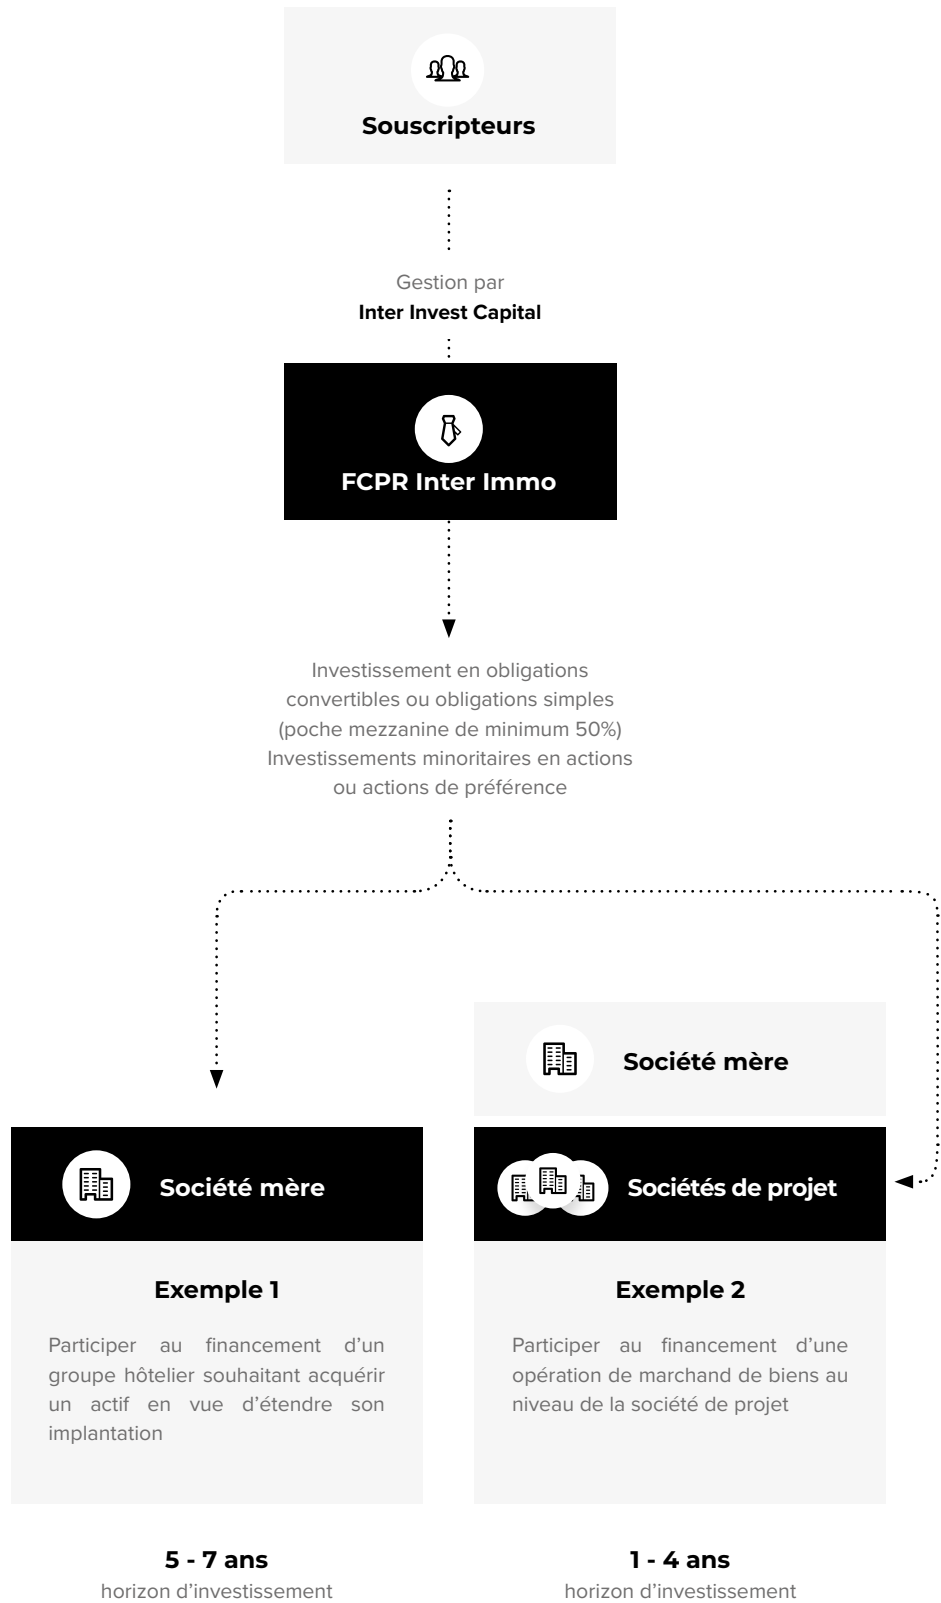 Souscripteurs
Gestion par
Inter Invest Capital
FCPR Inter Immo
Investissement en obligations
convertibles ou obligations simples
(poche mezzanine de minimum 50%)
Investissements minoritaires en actions
ou actions de préférence
Société mère
Société mère
Sociétés de projet
Exemple 1
Participer au financement d’un
groupe hôtelier souhaitant acquérir
un actif en vue d’étendre son
implantation
Exemple 2
Participer au financement d’une
opération de marchand de biens au
niveau de la société de projet
5 - 7 ans
horizon d’investissement
1 - 4 ans
horizon d’investissement